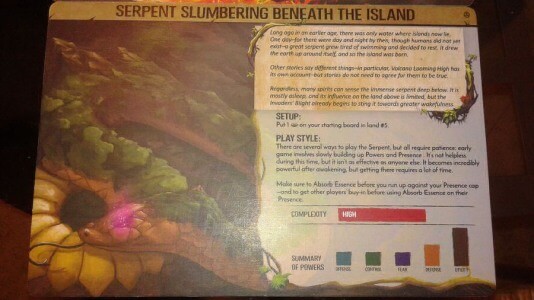 SERPENT SLUMBERING BENEATH THE ISLAND
Long ago in an earlier age, there was only water where islands now lie.
One day-for there were day and night by then, though humans did not yet
exist-a great serpent grew tired of swimming and decided to rest. It drew
the earth up around itself, and so the island was born.
Other stories say different things-in particular, Volcano Looming High has
its own account-but stories do not need to agree for them to be true.
Regardless, many spirits can sense the immense serpent deep below. It is
mostly asleep, and its influence on the land above is limited, but the
Invaders' Blight already begins to sting it towards greater wakefulness.
SETUP:
Put 1 on your starting board in land #5.
PLAY STYLE:
There are several ways to play the Serpent, but all require patience: early
game involves slowly building up Powers and Presence. It's not helpless
during this time, but it isn't as effective as anyone else. It becomes incredibly
powerful after awakening, but getting there requires a lot of time.
Make sure to Absorb Essence before you run up against your Presence cap
-and to get other players' buy-in before using Absorb Essence on their
Presence.
COMPLEXITY HIGH
SUMMARY
OF POWERS
OFFENSE CONTROL FEAR DEFENSE UTILITY